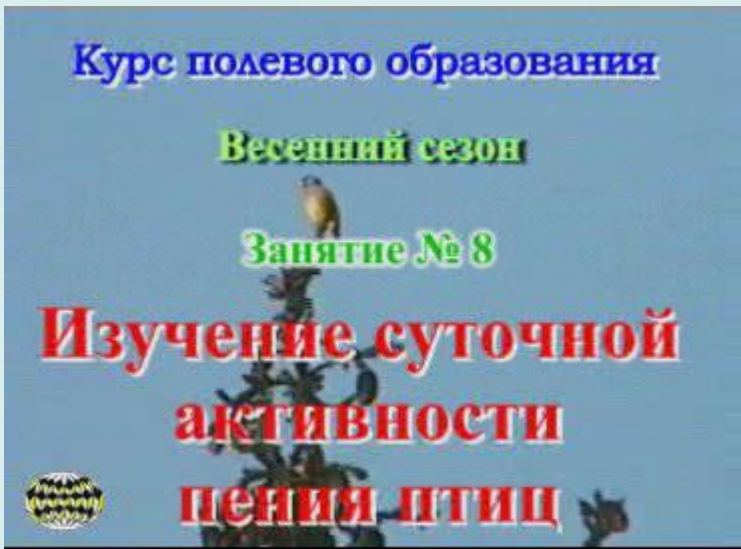 Курс полевого образования
Весенний сезон
Занятие № 8
Изучение суточной
активности
пения птиц